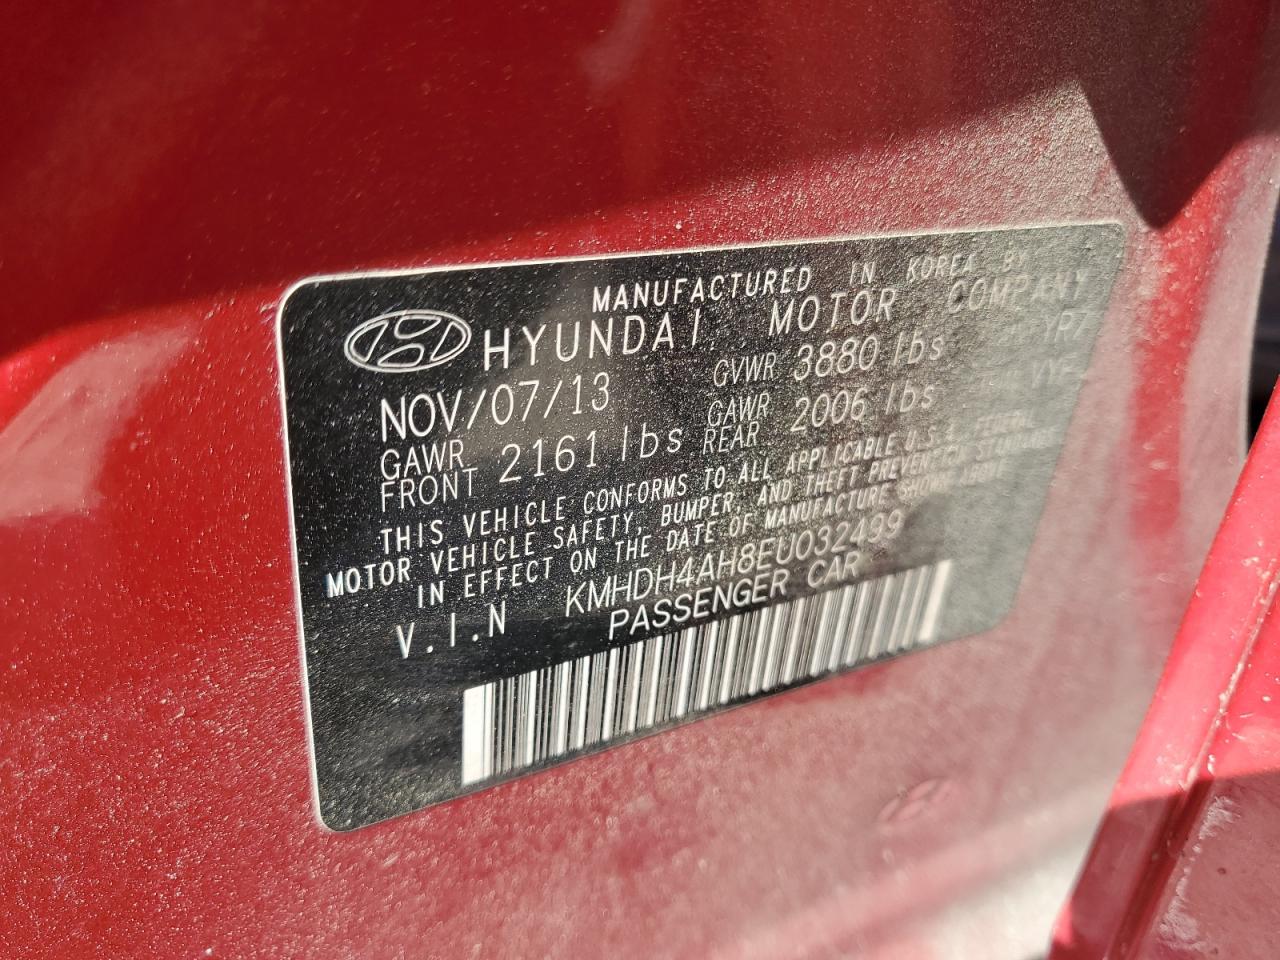 MANUFACTURED IN KOREA BY
HYUNDAI MOTOR COMPANY
NOV/07/13 GVWR 3880 lbs YP7
GAWR FRONT 2161 lbs GAWR REAR 2006 lbs
THIS VEHICLE CONFORMS TO ALL APPLICABLE U.S.
MOTOR VEHICLE SAFETY, BUMPER, AND THEFT PREVENTION STANDARDS
IN EFFECT ON THE DATE OF MANUFACTURE SHOWN ABOVE
V.I.N KMHDH4AH8EU032499
PASSENGER CAR